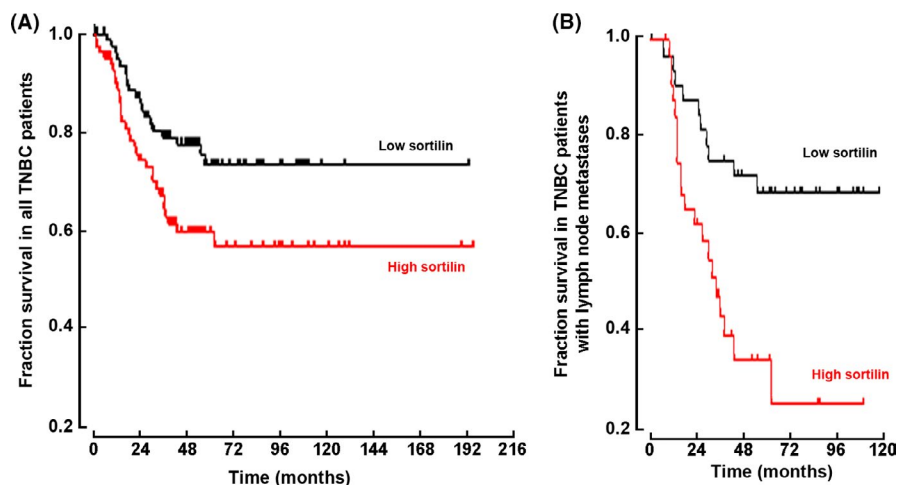 (A)
Fraction survival in all TNBC patients
1.0
0.8
0.6
0.4
0.2
Low sortilin
High sortilin
0 24 48 72 96 120 144 168 192 216
Time (months)
(B)
Fraction survival in TNBC patients
with lymph node metastases
1.0
0.8
0.6
0.4
0.2
Low sortilin
High sortilin
0 24 48 72 96 120
Time (months)